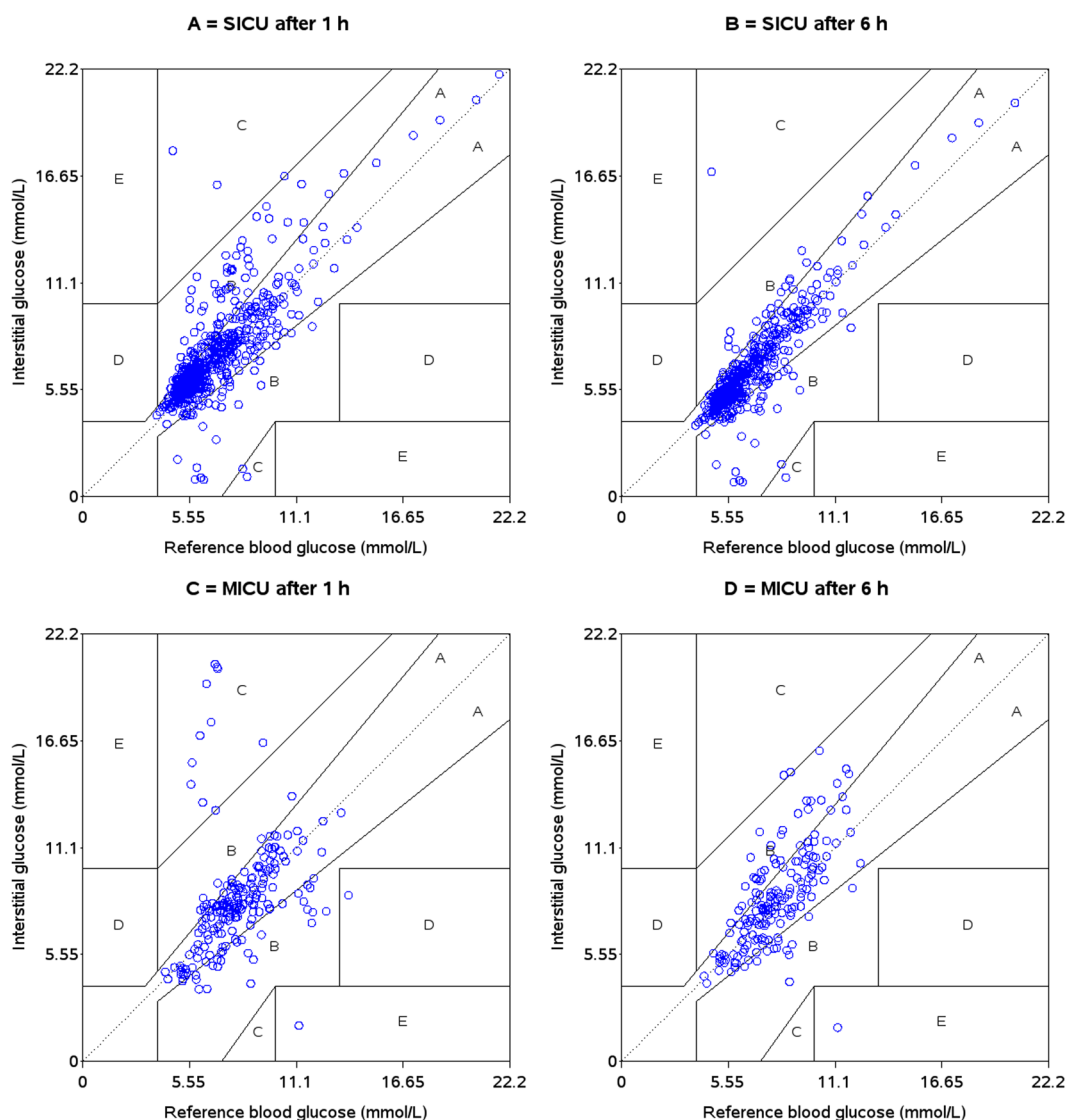 A = SICU after 1 h
B = SICU after 6 h
22.2
16.65
11.1
5.55
0
Interstitial glucose (mmol/L)
E
C
A
A
B
D
B
D
C
E
0 5.55 11.1 16.65 22.2
Reference blood glucose (mmol/L)
22.2
16.65
11.1
5.55
0
Interstitial glucose (mmol/L)
E
C
A
A
B
D
B
D
C
E
0 5.55 11.1 16.65 22.2
Reference blood glucose (mmol/L)
C = MICU after 1 h
D = MICU after 6 h
22.2
16.65
11.1
5.55
0
Interstitial glucose (mmol/L)
E
C
A
A
B
D
B
D
C
E
0 5.55 11.1 16.65 22.2
Reference blood glucose (mmol/L)
22.2
16.65
11.1
5.55
0
Interstitial glucose (mmol/L)
E
C
A
A
B
D
B
D
C
E
0 5.55 11.1 16.65 22.2
Reference blood glucose (mmol/L)